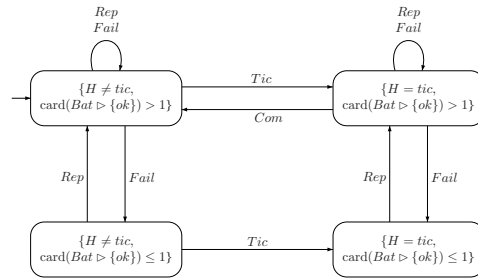 Rep
Fail
Rep
Fail
{H ≠ tic,
card(Bat ▷ {ok}) > 1}
Tic
Com
{H = tic,
card(Bat ▷ {ok}) > 1}
Rep
Fail
Rep
Fail
{H ≠ tic,
card(Bat ▷ {ok}) ≤ 1}
Tic
{H = tic,
card(Bat ▷ {ok}) ≤ 1}